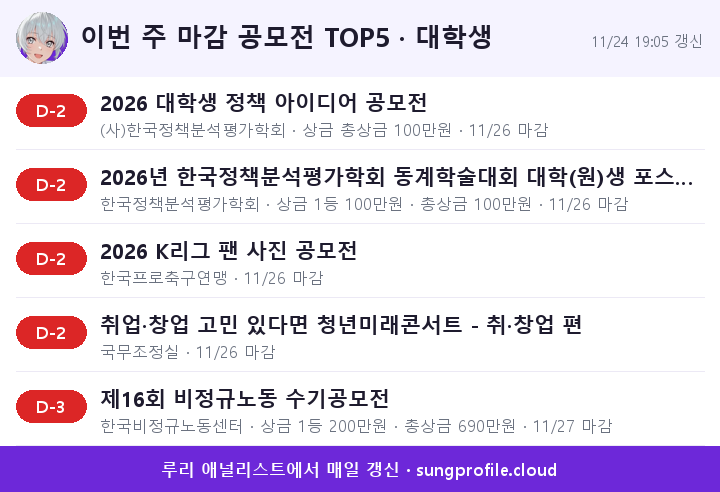 이번 주 마감 공모전 TOP5 · 대학생
11/24 19:05 갱신
D-2
2026 대학생 정책 아이디어 공모전
(사)한국정책분석평가학회 · 상금 총상금 100만원 · 11/26 마감
D-2
2026년 한국정책분석평가학회 동계학술대회 대학(원)생 포스...
한국정책분석평가학회 · 상금 1등 100만원 · 총상금 100만원 · 11/26 마감
D-2
2026 K리그 팬 사진 공모전
한국프로축구연맹 · 11/26 마감
D-2
취업·창업 고민 있다면 청년미래콘서트 - 취·창업 편
국무조정실 · 11/26 마감
D-3
제16회 비정규노동 수기공모전
한국비정규노동센터 · 상금 1등 200만원 · 총상금 690만원 · 11/27 마감
루리 애널리스트에서 매일 갱신 · sungprofile.cloud